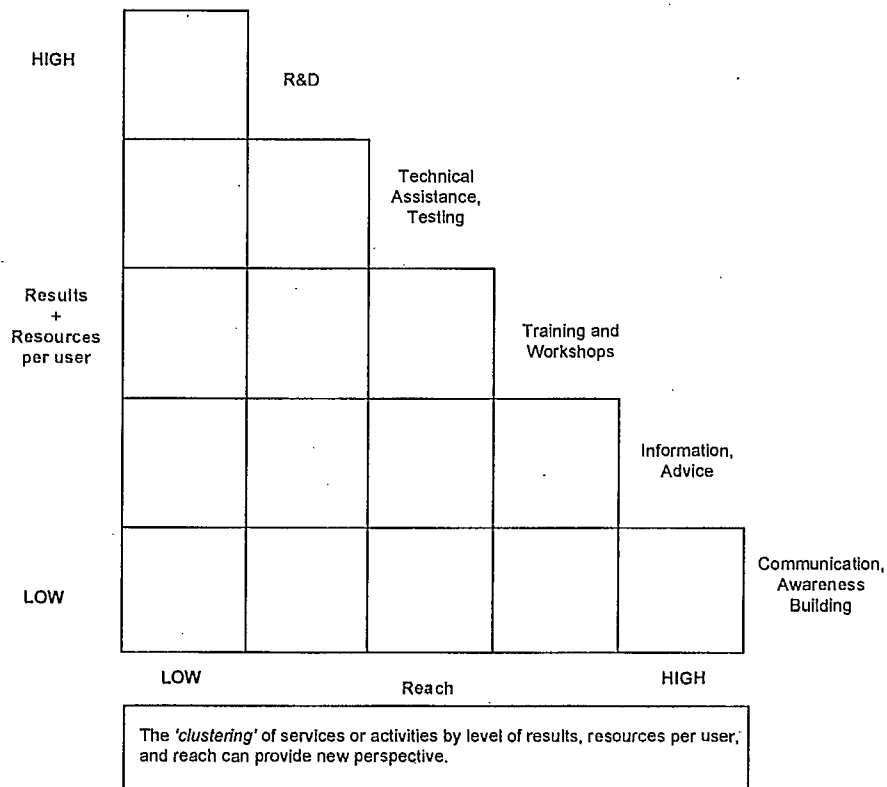 HIGH
R&D
Technical
Assistance,
Testing
Results
+
Resources
per user
Training and
Workshops
Information,
Advice
Communication,
Awareness
Building
LOW
LOW
Reach
HIGH
The 'clustering' of services or activities by level of results, resources per user,
and reach can provide new perspective.